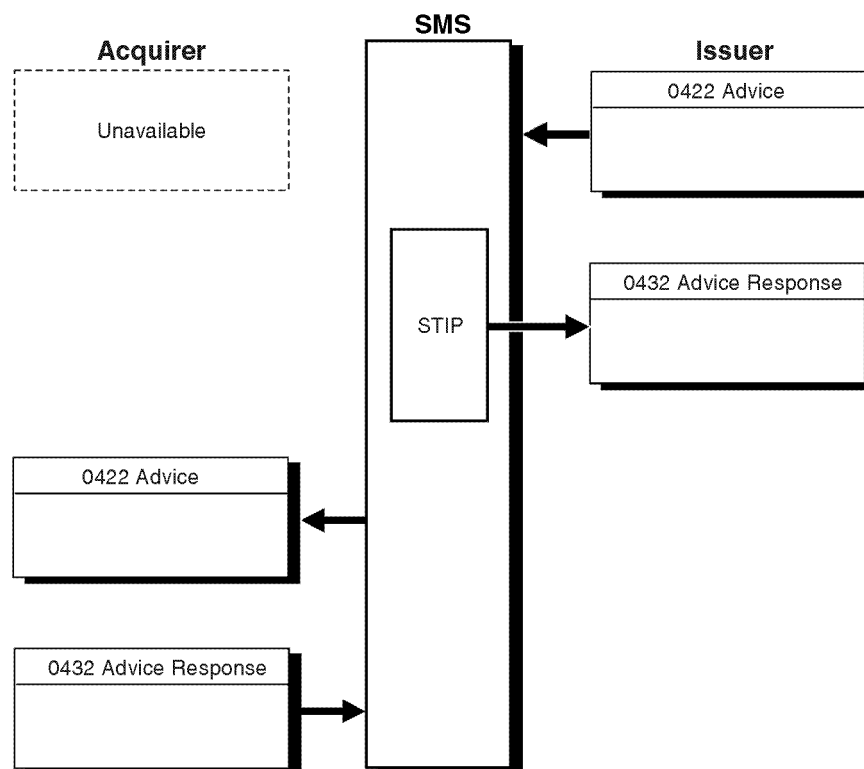 SMS
Acquirer
Issuer
0422 Advice
Unavailable
0432 Advice Response
STIP
0422 Advice
0432 Advice Response